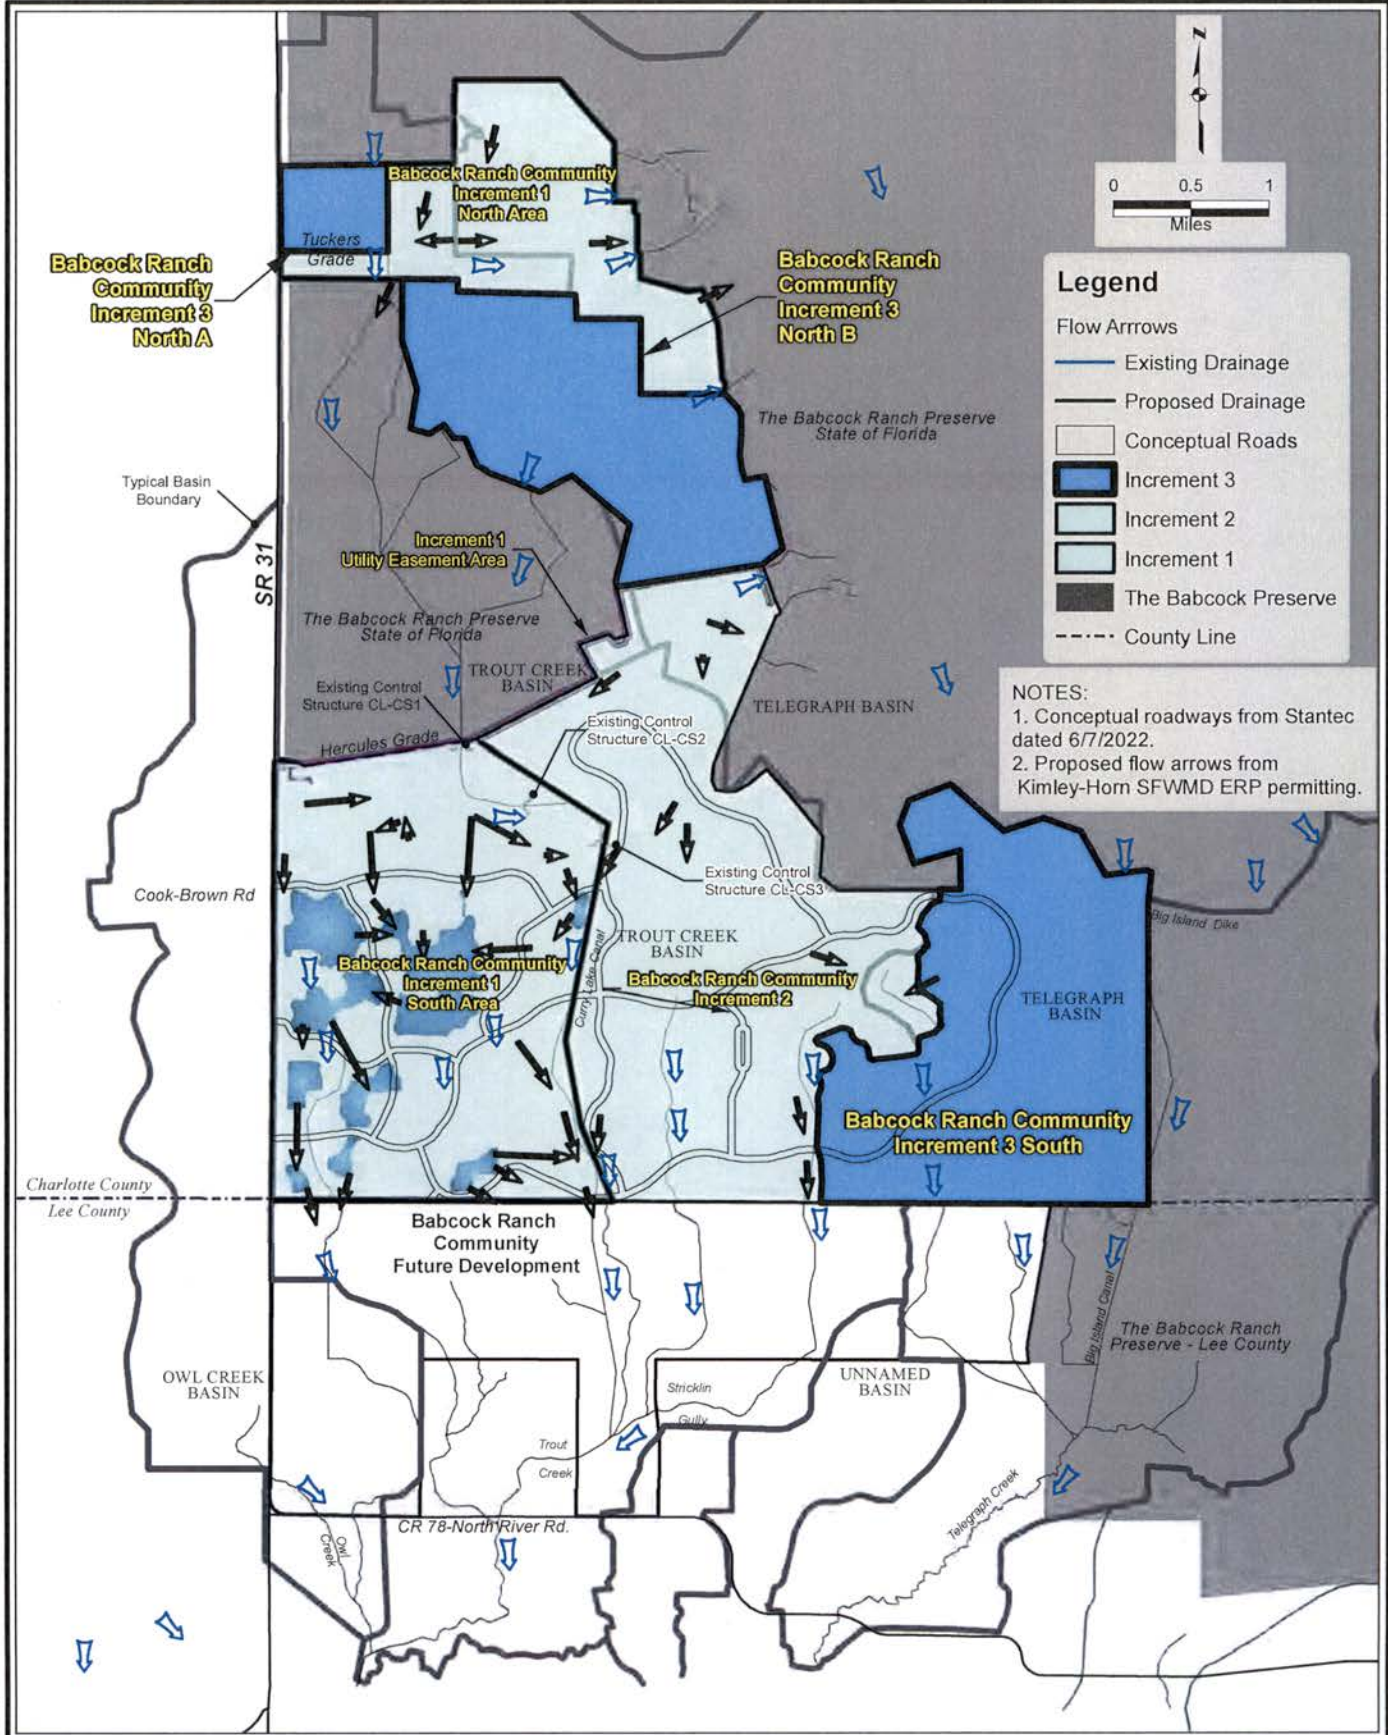 N
0 0.5 1
Miles
Babcock Ranch Community
Increment 1
North Area
Tuckers
Grade
Babcock Ranch
Community
Increment 3
North A
Babcock Ranch
Community
Increment 3
North B
Legend
Flow Arrrows
Existing Drainage
Proposed Drainage
Conceptual Roads
Increment 3
Increment 2
Increment 1
The Babcock Preserve
County Line
The Babcock Ranch Preserve
State of Florida
Typical Basin
Boundary
SR 31
Increment 1
Utility Easement Area
The Babcock Ranch Preserve
State of Florida
TROUT CREEK
BASIN
Existing Control
Structure CL-CS1
Hercules Grade
Existing Control
Structure CL-CS2
TELEGRAPH BASIN
NOTES:
1. Conceptual roadways from Stantec
dated 6/7/2022.
2. Proposed flow arrows from
Kimley-Horn SFWMD ERP permitting.
Existing Control
Structure CL-CS3
Cook-Brown Rd
Big Island Dike
Curry Lake Canal
TROUT CREEK
BASIN
Babcock Ranch Community
Increment 1
South Area
Babcock Ranch Community
Increment 2
TELEGRAPH
BASIN
Babcock Ranch Community
Increment 3 South
Charlotte County
Lee County
Babcock Ranch
Community
Future Development
Big Island Canal
The Babcock Ranch
Preserve - Lee County
OWL CREEK
BASIN
UNNAMED
BASIN
Stricklin
Gully
Trout
Creek
Telegraph Creek
CR 78-North River Rd.
Owl
Creek